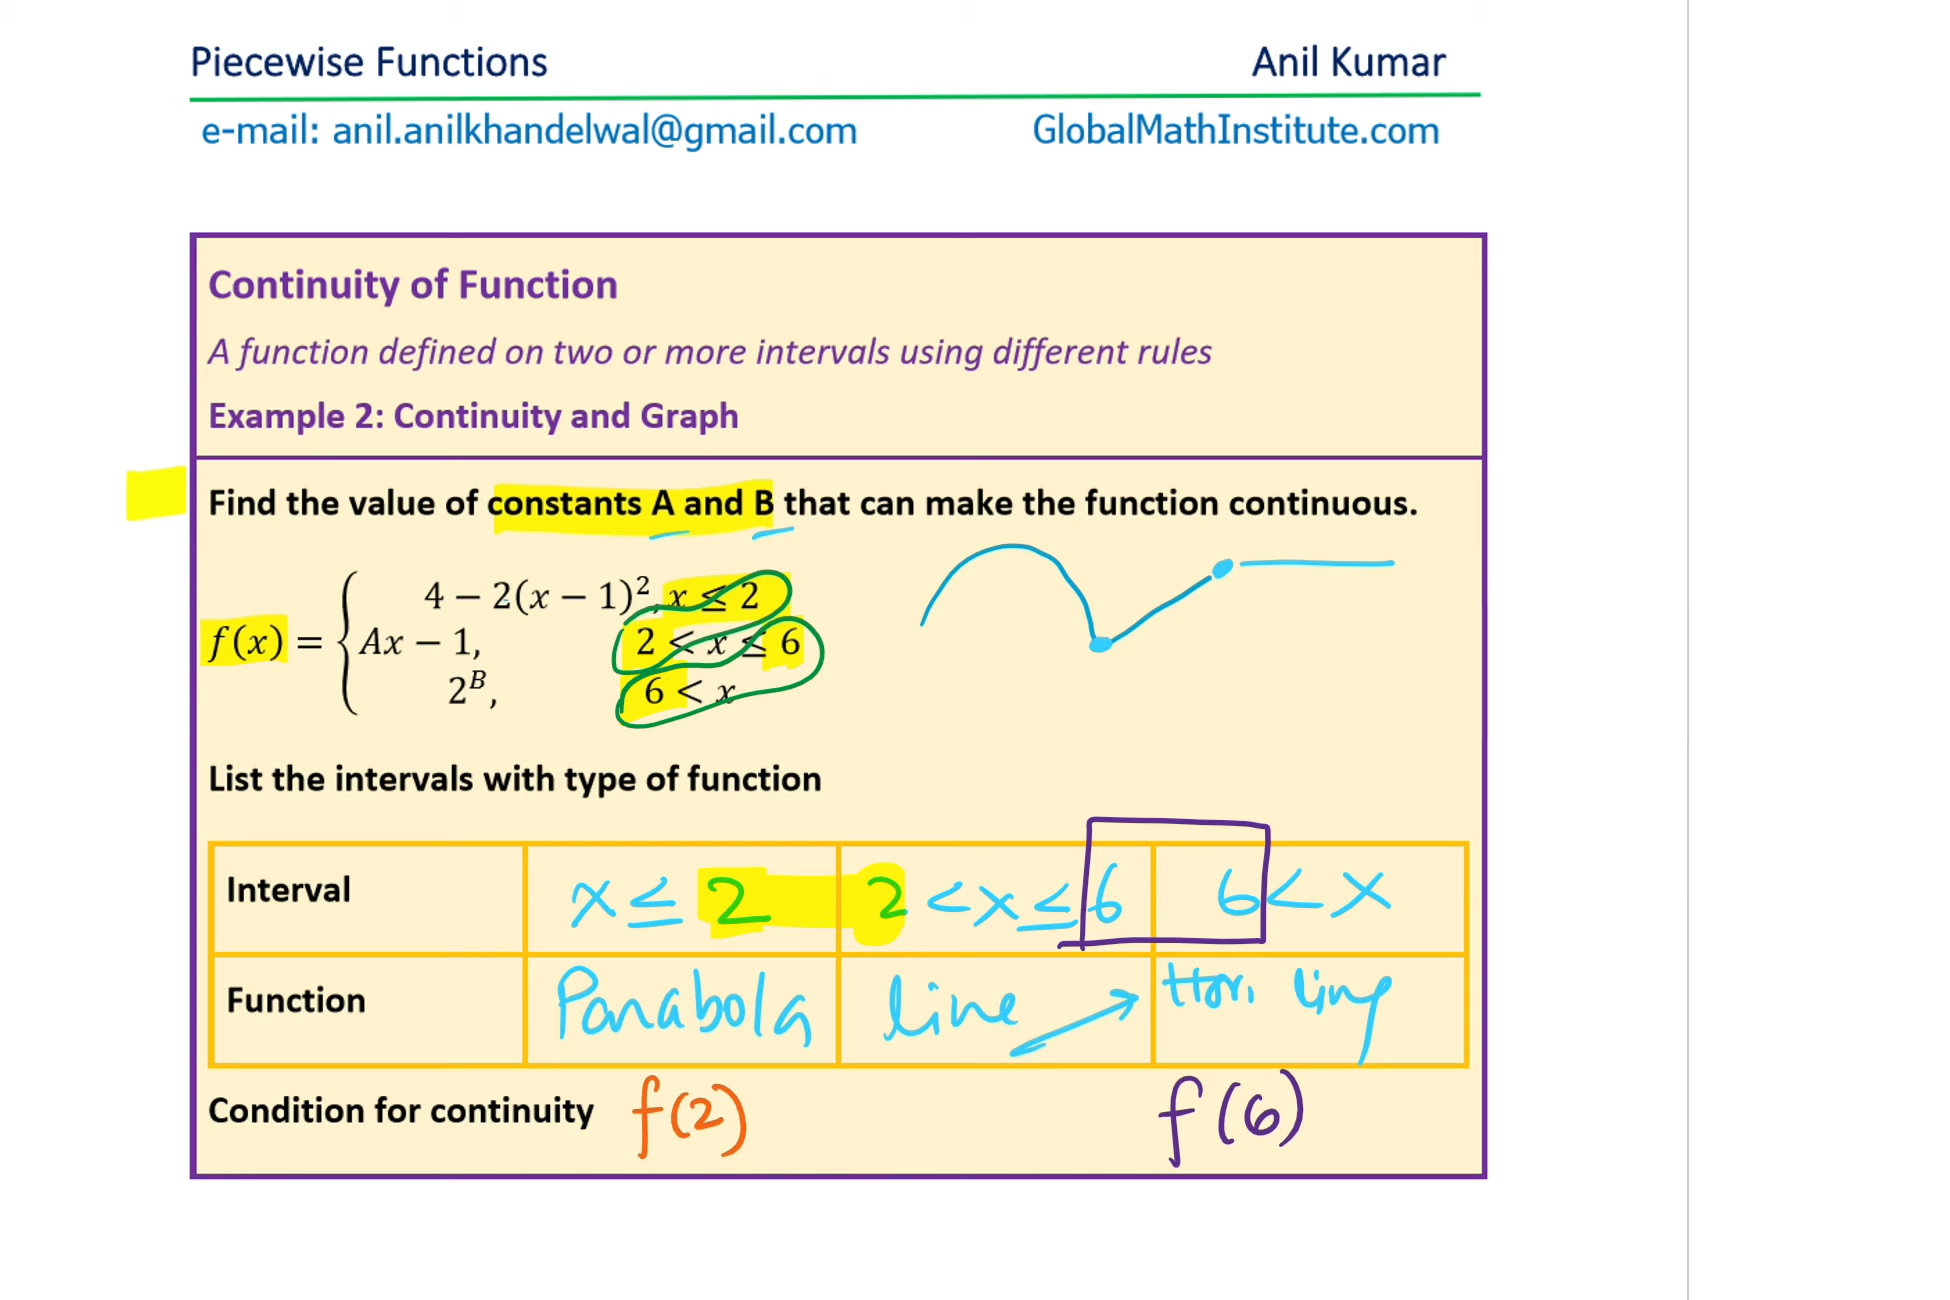 Piecewise Functions Anil Kumar
e-mail: anil.anilkhandelwal@gmail.com GlobalMathInstitute.com
Continuity of Function
A function defined on two or more intervals using different rules
Example 2: Continuity and Graph
Find the value of constants A and B that can make the function continuous.
4 − 2(x − 1)², x ≤ 2
f(x) = { Ax − 1, 2 < x ≤ 6
2ᴮ, 6 < x
List the intervals with type of function
Interval x ≤ 2 2 < x ≤ 6 6 < x
Function Parabola line Hori. Line
Condition for continuity f(2) f(6)